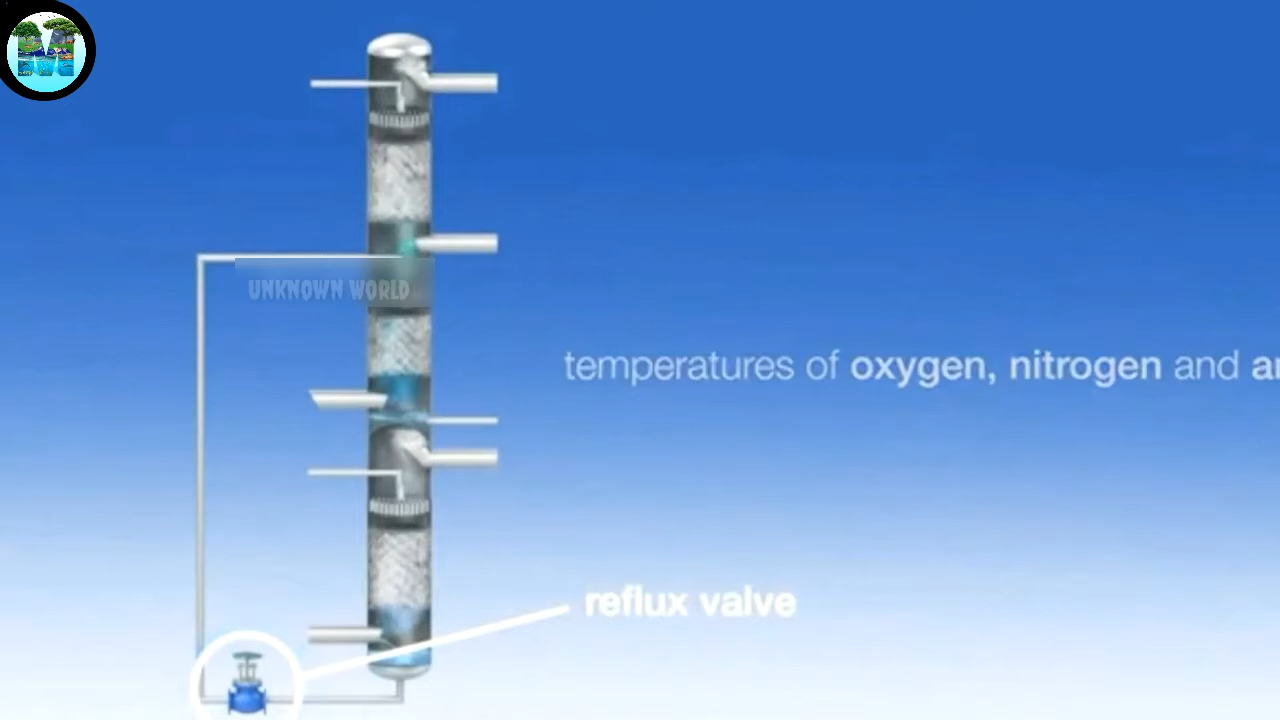 UNKNOWN WORLD
temperatures of oxygen, nitrogen and
reflux valve